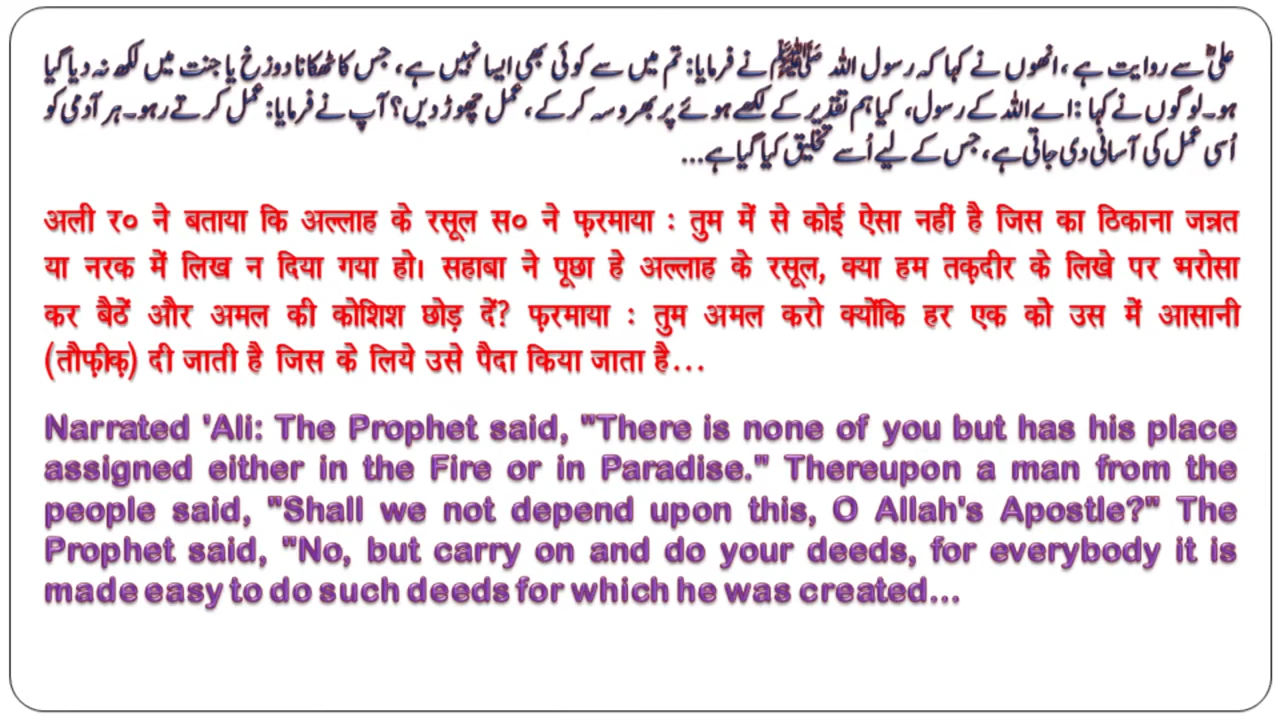 علیؓ سے روایت ہے ، انھوں نے کہا کہ رسول اللہ ﷺ نے فرمایا: تم میں سے کوئی بھی ایسا نہیں ہے، جس کا ٹھکانا دوزخ یا جنت میں لکھ نہ دیا گیا
ہو۔ لوگوں نے کہا :اے اللہ کے رسول، کیا ہم تقدیر کے لکھے ہوئے پر بھروسہ کر کے، عمل چھوڑ دیں؟ آپ نے فرمایا: عمل کرتے رہو۔ ہر آدمی کو
اُسی عمل کی آسانی دی جاتی ہے، جس کے لیے اُسے تخلیق کیا گیا ہے...
अली र० ने बताया कि अल्लाह के रसूल स० ने फ़रमाया : तुम में से कोई ऐसा नहीं है जिस का ठिकाना जन्नत
या नरक में लिख न दिया गया हो। सहाबा ने पूछा हे अल्लाह के रसूल, क्या हम तक़दीर के लिखे पर भरोसा
कर बैठें और अमल की कोशिश छोड़ दें? फ़रमाया : तुम अमल करो क्योंकि हर एक को उस में आसानी
(तौफ़ीक़) दी जाती है जिस के लिये उसे पैदा किया जाता है...
Narrated 'Ali: The Prophet said, "There is none of you but has his place
assigned either in the Fire or in Paradise." Thereupon a man from the
people said, "Shall we not depend upon this, O Allah's Apostle?" The
Prophet said, "No, but carry on and do your deeds, for everybody it is
made easy to do such deeds for which he was created...